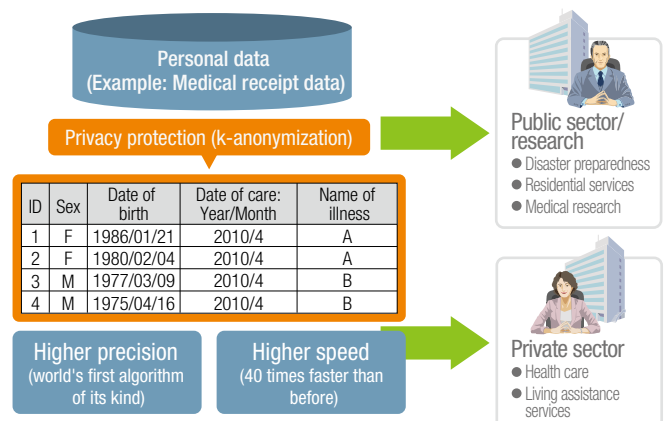 Personal data
(Example: Medical receipt data)
Privacy protection (k-anonymization)
ID Sex Date of birth Date of care: Year/Month Name of illness
1 F 1986/01/21 2010/4 A
2 F 1980/02/04 2010/4 A
3 M 1977/03/09 2010/4 B
4 M 1975/04/16 2010/4 B
Higher precision
(world's first algorithm
of its kind)
Higher speed
(40 times faster than
before)
Public sector/
research
● Disaster preparedness
● Residential services
● Medical research
Private sector
● Health care
● Living assistance
services